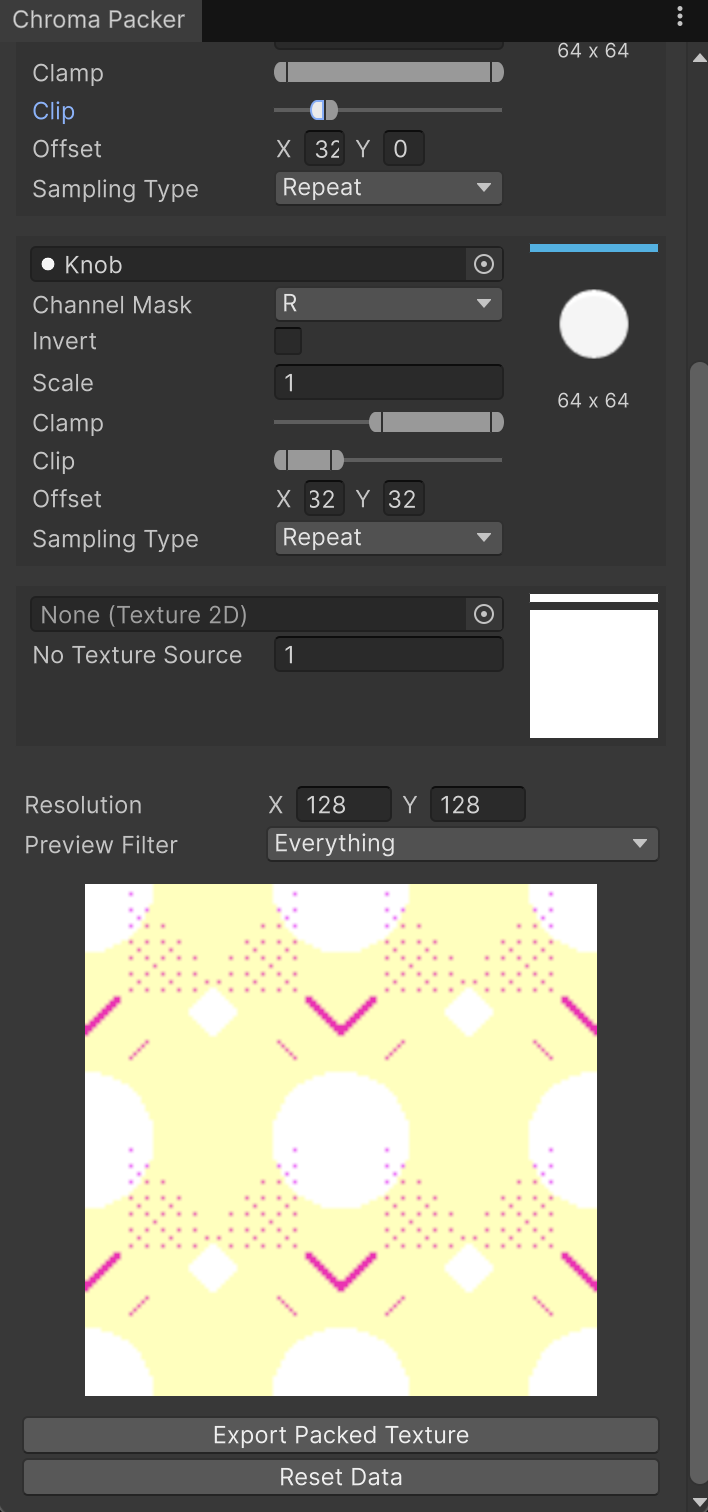 Chroma Packer
64 x 64
Clamp
Clip
Offset X 32 Y 0
Sampling Type Repeat
Knob
Channel Mask R
Invert
Scale 1
64 x 64
Clamp
Clip
Offset X 32 Y 32
Sampling Type Repeat
None (Texture 2D)
No Texture Source 1
Resolution X 128 Y 128
Preview Filter Everything
Export Packed Texture
Reset Data